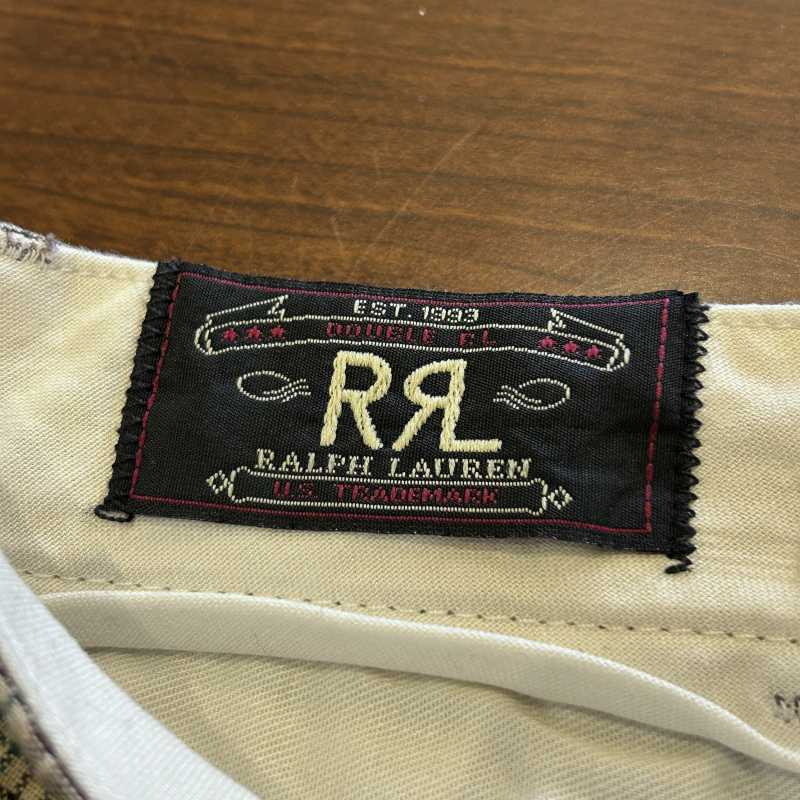 EST. 1993
DOUBLE RL
RRL
RALPH LAUREN
U.S. TRADEMARK